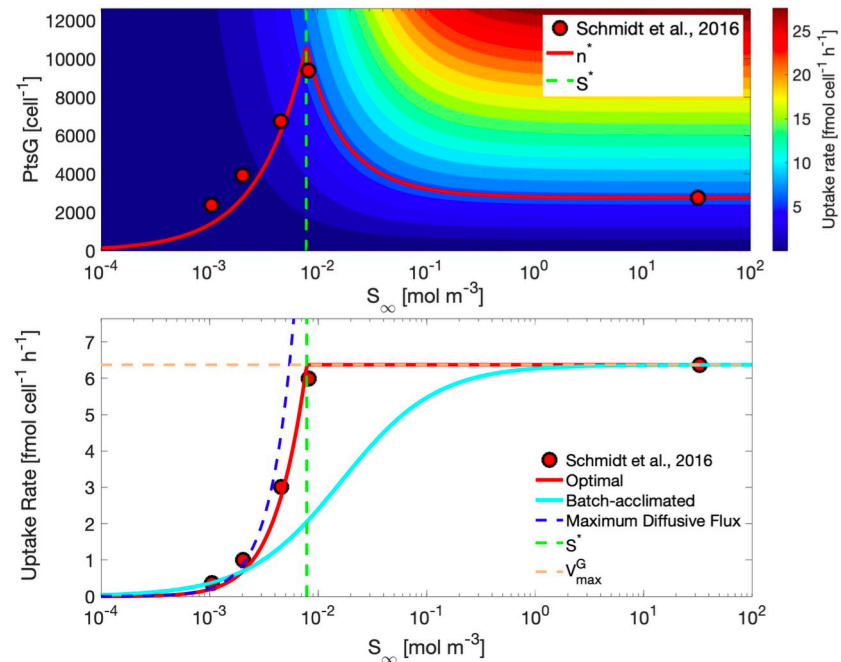 12000
10000
8000
6000
4000
2000
0
PtsG [cell⁻¹]
10⁻⁴ 10⁻³ 10⁻² 10⁻¹ 10⁰ 10¹ 10²
S∞ [mol m⁻³]
Schmidt et al., 2016
n*
S*
25
20
15
10
5
Uptake rate [fmol cell⁻¹ h⁻¹]
7
6
5
4
3
2
1
0
Uptake Rate [fmol cell⁻¹ h⁻¹]
10⁻⁴ 10⁻³ 10⁻² 10⁻¹ 10⁰ 10¹ 10²
S∞ [mol m⁻³]
Schmidt et al., 2016
Optimal
Batch-acclimated
Maximum Diffusive Flux
S*
V^G_max